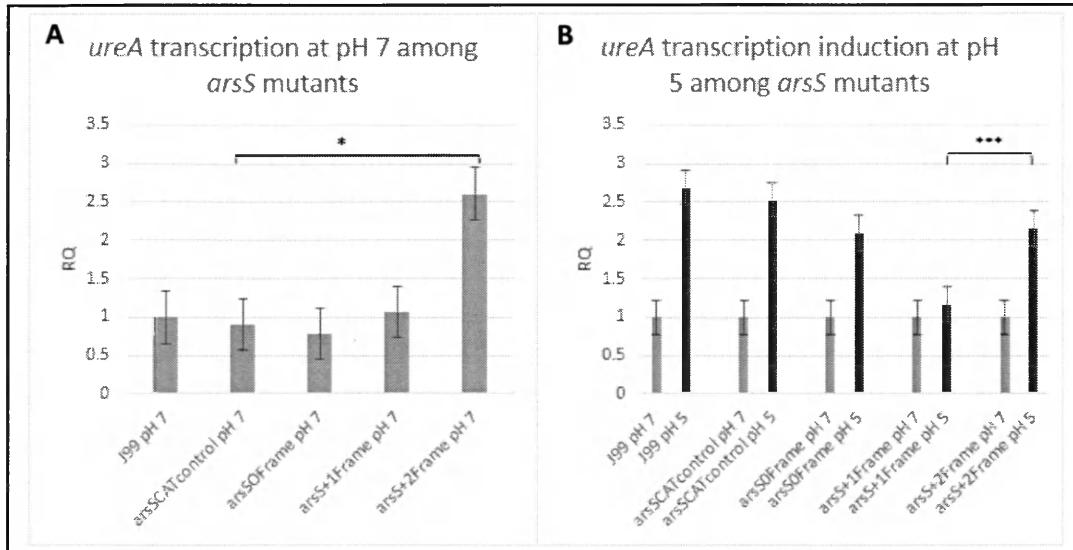 A
ureA transcription at pH 7 among
arsS mutants
3.5
3
2.5
2
1.5
1
0.5
0
RQ
*
J99 pH 7
arsSCATcontrol pH 7
arsS0Frame pH 7
arsS+1Frame pH 7
arsS+2Frame pH 7
B
ureA transcription induction at pH
5 among arsS mutants
3.5
3
2.5
2
1.5
1
0.5
0
RQ
***
J99 pH 7
J99 pH 5
arsSCATcontrol pH 7
arsSCATcontrol pH 5
arsS0Frame pH 7
arsS0Frame pH 5
arsS+1Frame pH 7
arsS+1Frame pH 5
arsS+2Frame pH 7
arsS+2Frame pH 5